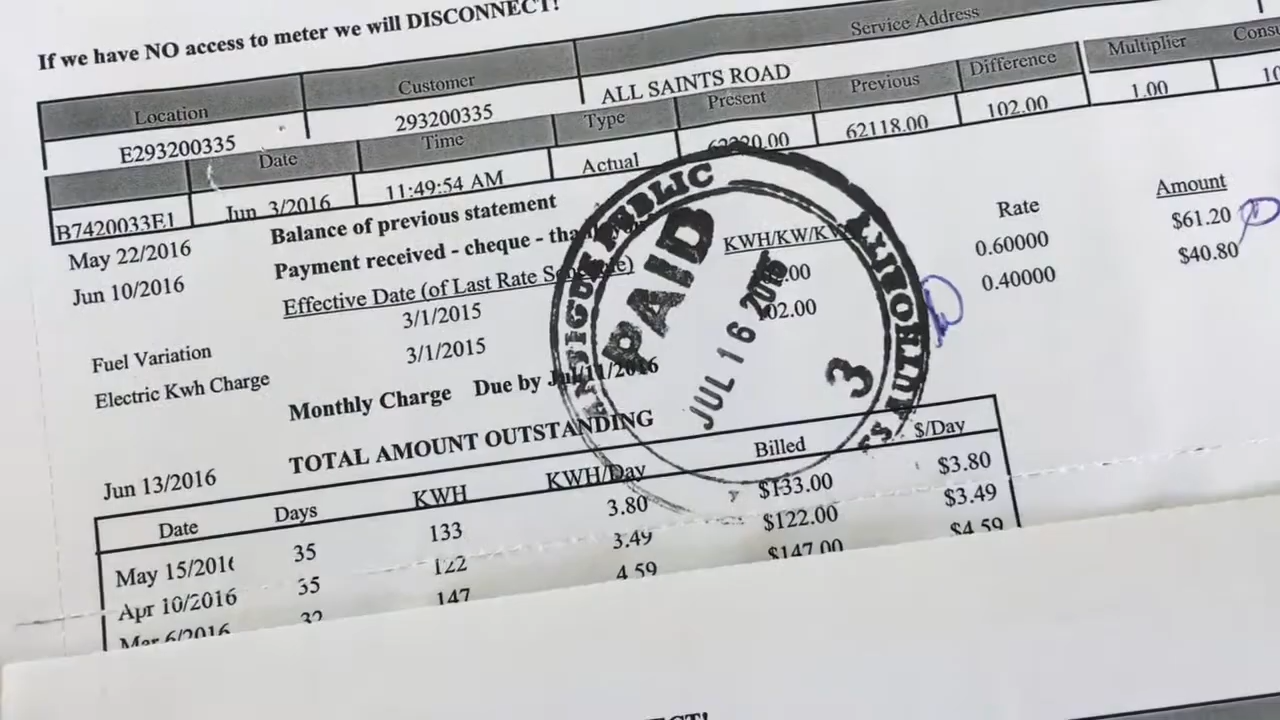 If we have NO access to meter we will DISCONNECT!
Location Customer Service Address
E293200335 293200335 ALL SAINTS ROAD
Date Time Type Present Previous Difference Multiplier
B7420033E1 Jun 3/2016 11:49:54 AM Actual 62118.00 102.00 1.00
May 22/2016 Balance of previous statement
Jun 10/2016 Payment received - cheque -
Effective Date (of Last Rate KWH/KW/ Rate Amount
Fuel Variation 3/1/2015 0.60000 $61.20
Electric Kwh Charge 3/1/2015 102.00 0.40000 $40.80
Monthly Charge Due by Jul/11/2016
Jun 13/2016 TOTAL AMOUNT OUTSTANDING
Date Days KWH KWH/Day Billed $/Day
May 15/2016 35 133 3.80 $133.00 $3.80
Apr 10/2016 35 122 3.49 $122.00 $3.49
Mar 6/2016 32 147 4.59 $147.00 $4.59
PUBLIC
PAID
JUL 16 2016
3